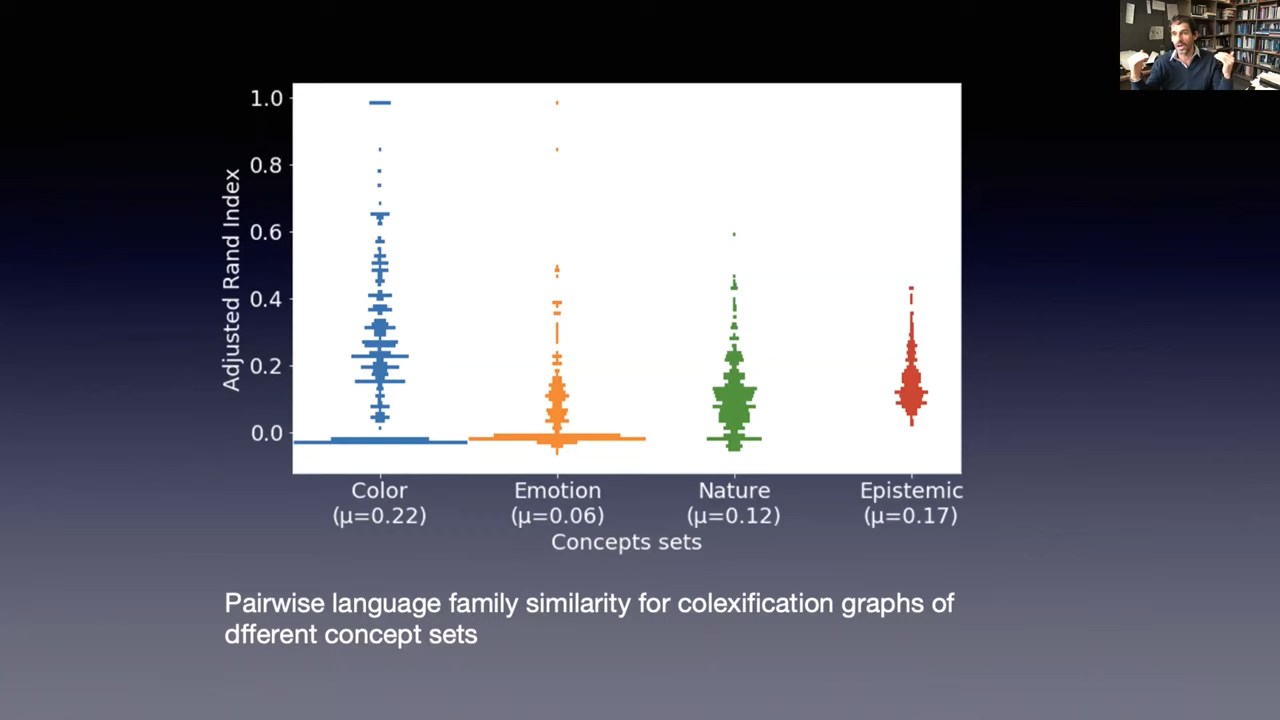 1.0
0.8
0.6
0.4
0.2
0.0
Adjusted Rand Index
Color
(μ=0.22)
Emotion
(μ=0.06)
Nature
(μ=0.12)
Epistemic
(μ=0.17)
Concepts sets
Pairwise language family similarity for colexification graphs of
dfferent concept sets